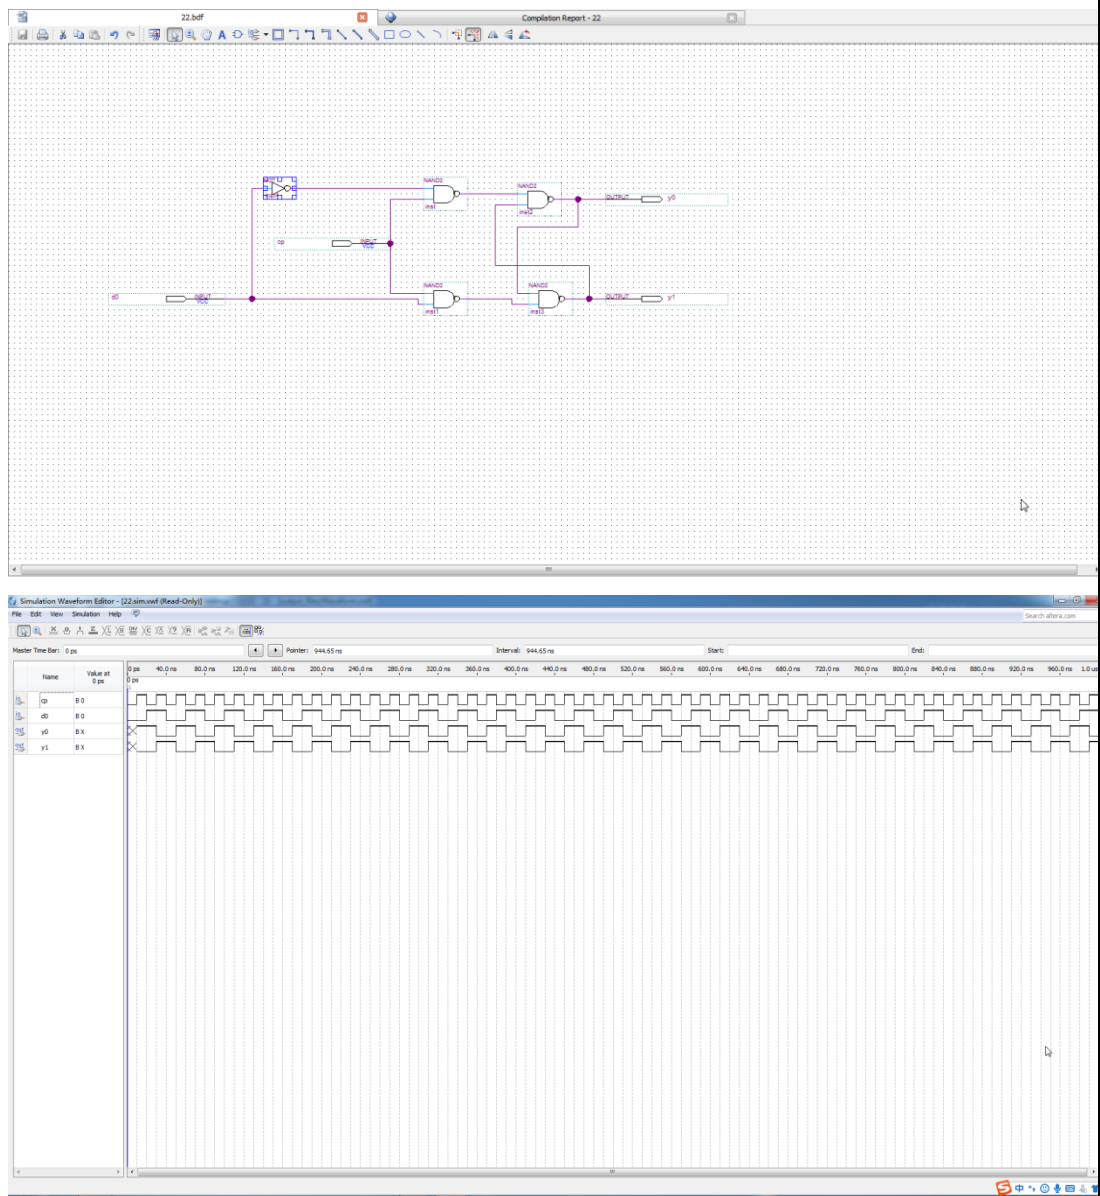 22.bdf
Compilation Report - 22
NAND2
NAND2
inst
inst2
OUTPUT
y0
cp
INPUT
VCC
NAND2
NAND2
d0
INPUT
VCC
inst1
inst3
OUTPUT
y1
Simulation Waveform Editor - [22.sim.vwf (Read-Only)]
File Edit View Simulation Help
Search altera.com
Master Time Bar: 0 ps
Pointer: 944.65 ns
Interval: 944.65 ns
Start:
End:
Name
Value at
0 ps
0 ps 40.0 ns 80.0 ns 120.0 ns 160.0 ns 200.0 ns 240.0 ns 280.0 ns 320.0 ns 360.0 ns 400.0 ns 440.0 ns 480.0 ns 520.0 ns 560.0 ns 600.0 ns 640.0 ns 680.0 ns 720.0 ns 760.0 ns 800.0 ns 840.0 ns 880.0 ns 920.0 ns 960.0 ns 1.0 us
0 ps
cp B 0
d0 B 0
y0 B X
y1 B X
中